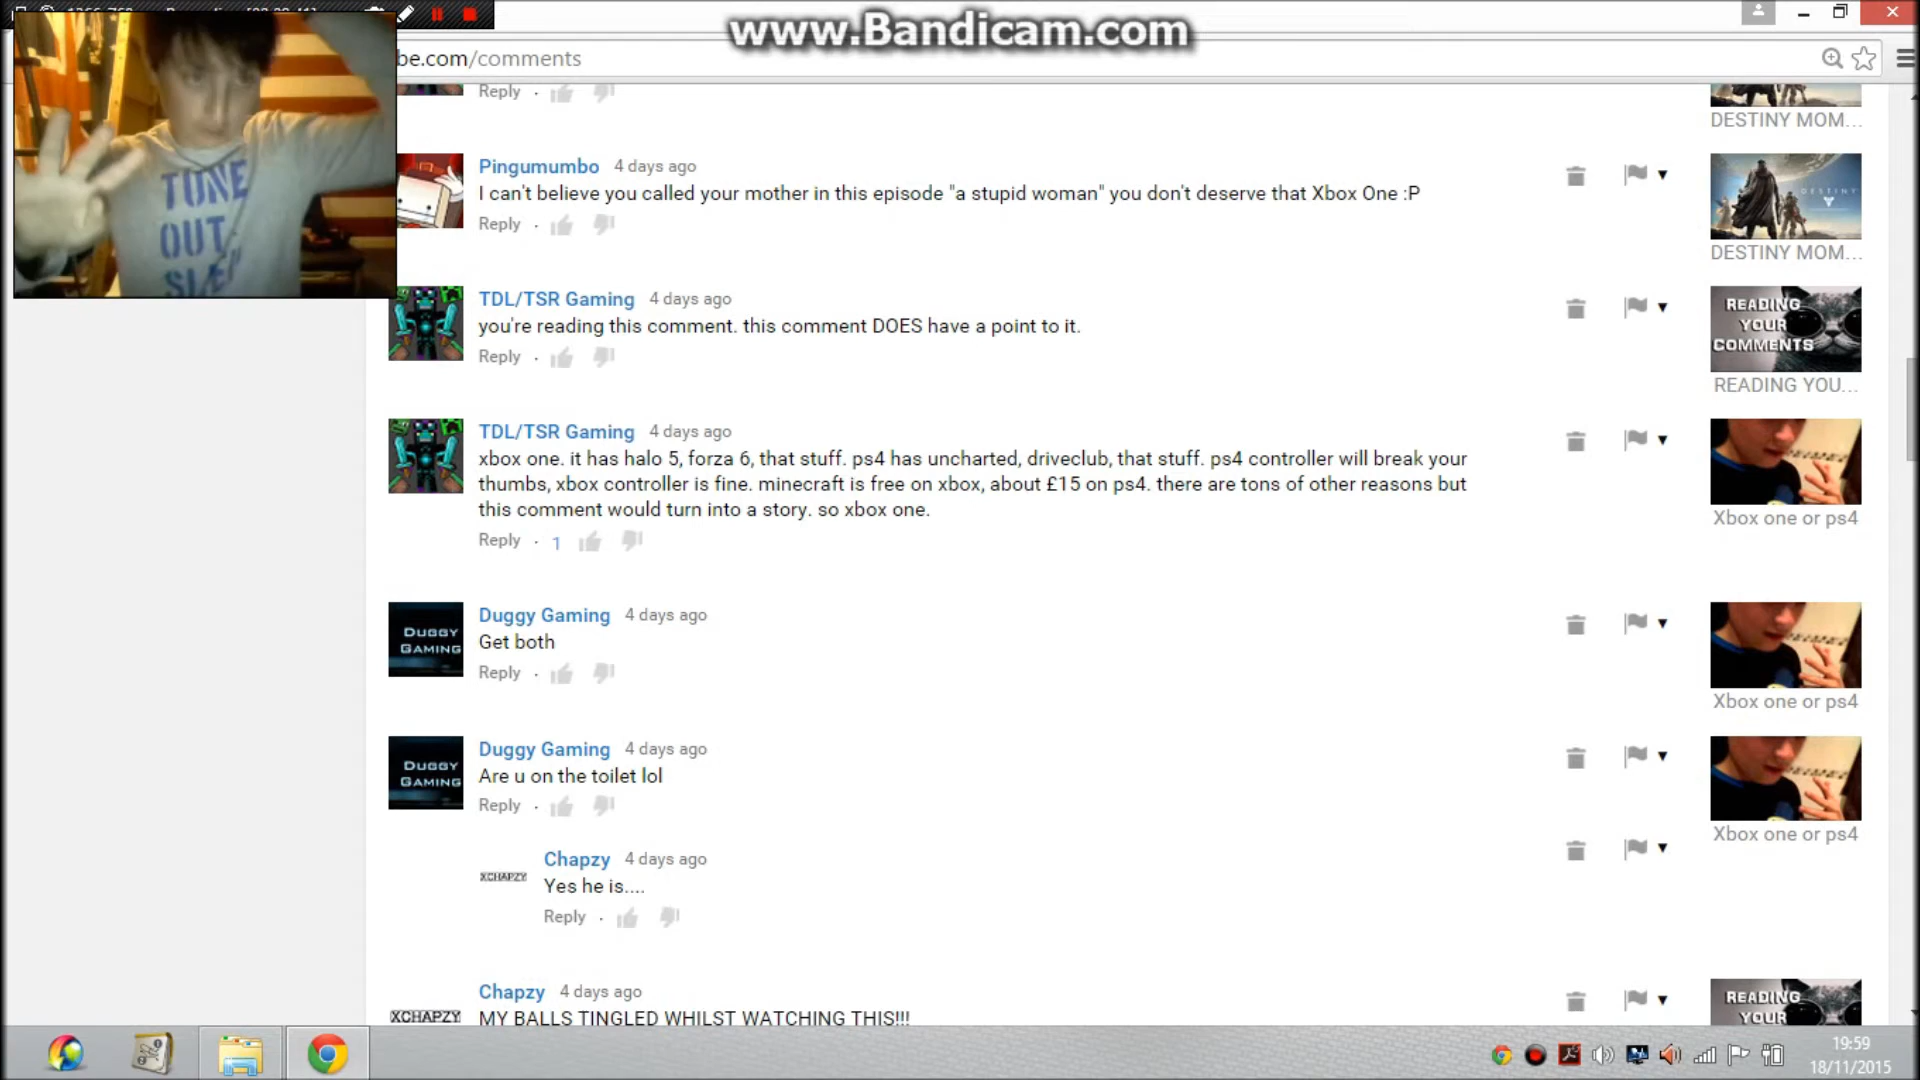 www.Bandicam.com
be.com/comments
TUNE
OUT
Reply
DESTINY MOM...
Pingumumbo 4 days ago
I can't believe you called your mother in this episode "a stupid woman" you don't deserve that Xbox One :P
Reply
DESTINY
DESTINY MOM...
TDL/TSR Gaming 4 days ago
you're reading this comment. this comment DOES have a point to it.
Reply
READING
YOUR
COMMENTS
READING YOU...
TDL/TSR Gaming 4 days ago
xbox one. it has halo 5, forza 6, that stuff. ps4 has uncharted, driveclub, that stuff. ps4 controller will break your
thumbs, xbox controller is fine. minecraft is free on xbox, about £15 on ps4. there are tons of other reasons but
this comment would turn into a story. so xbox one.
Reply · 1
Xbox one or ps4
DUGGY
GAMING
Duggy Gaming 4 days ago
Get both
Reply
Xbox one or ps4
DUGGY
GAMING
Duggy Gaming 4 days ago
Are u on the toilet lol
Reply
Xbox one or ps4
XCHAPZY
Chapzy 4 days ago
Yes he is....
Reply
XCHAPZY
Chapzy 4 days ago
MY BALLS TINGLED WHILST WATCHING THIS!!!
READING
YOUR
19:59
18/11/2015